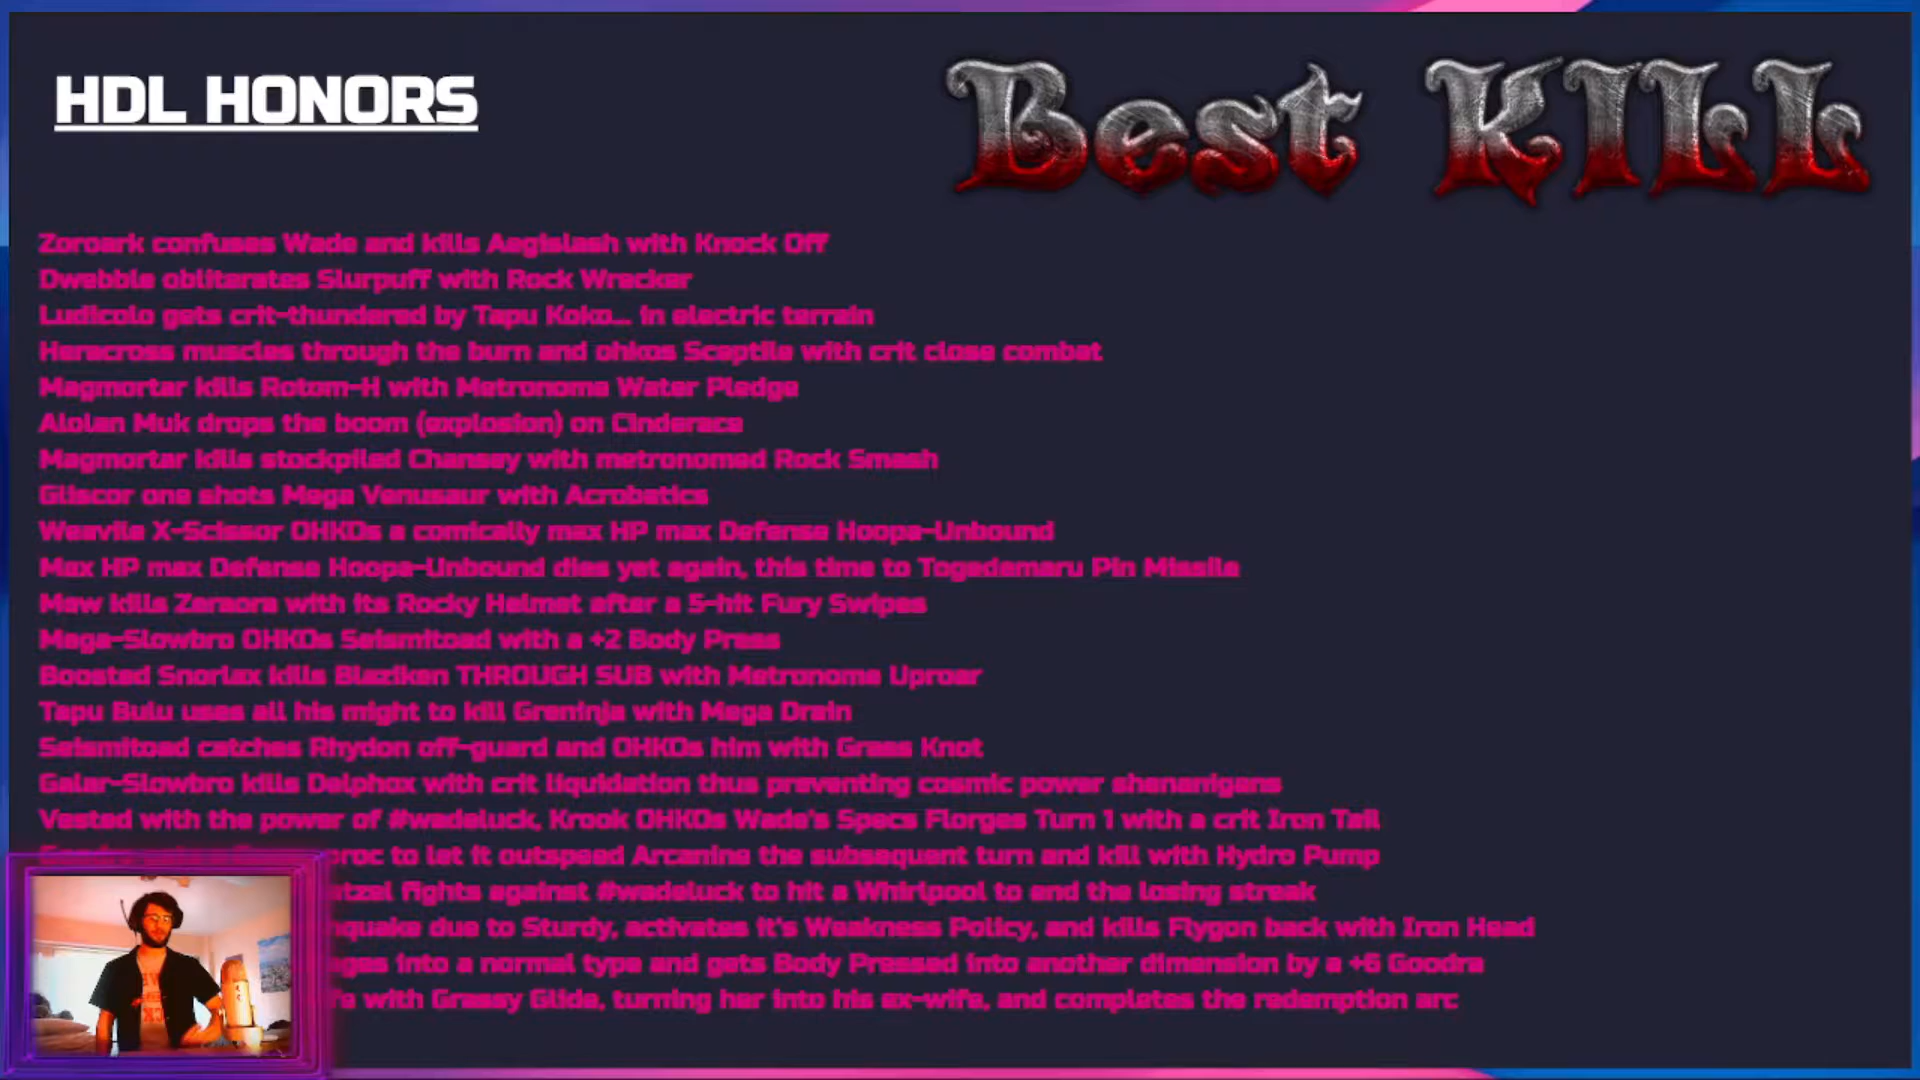 HDL HONORS
Best KILL
Zoroark confuses Wade and kills Aegislash with Knock Off
Dwebble obliterates Slurpuff with Rock Wrecker
Ludicolo gets crit-thundered by Tapu Koko... in electric terrain
Heracross muscles through the burn and ohkos Sceptile with crit close combat
Magmortar kills Rotom-H with Metronome Water Pledge
Alolan Muk drops the boom (explosion) on Cinderace
Magmortar kills stockpiled Chansey with metronomed Rock Smash
Gliscor one shots Mega Venusaur with Acrobatics
Weavile X-Scissor OHKOs a comically max HP max Defense Hoopa-Unbound
Max HP max Defense Hoopa-Unbound dies yet again, this time to Togedemaru Pin Missile
Mew kills Zeraora with its Rocky Helmet after a 5-hit Fury Swipes
Mega-Slowbro OHKOs Seismitoad with a +2 Body Press
Boosted Snorlax kills Blaziken THROUGH SUB with Metronome Uproar
Tapu Bulu uses all his might to kill Greninja with Mega Drain
Seismitoad catches Rhydon off-guard and OHKOs him with Grass Knot
Galar-Slowbro kills Delphox with crit liquidation thus preventing cosmic power shenanigans
Vested with the power of #wadeluck, Krook OHKOs Wade's Specs Florges Turn 1 with a crit Iron Tail
proc to let it outspeed Arcanine the subsequent turn and kill with Hydro Pump
tzel fights against #wadeluck to hit a Whirlpool to end the losing streak
quake due to Sturdy, activates it's Weakness Policy, and kills Flygon back with Iron Head
ges into a normal type and gets Body Pressed into another dimension by a +6 Goodra
fe with Grassy Glide, turning her into his ex-wife, and completes the redemption arc